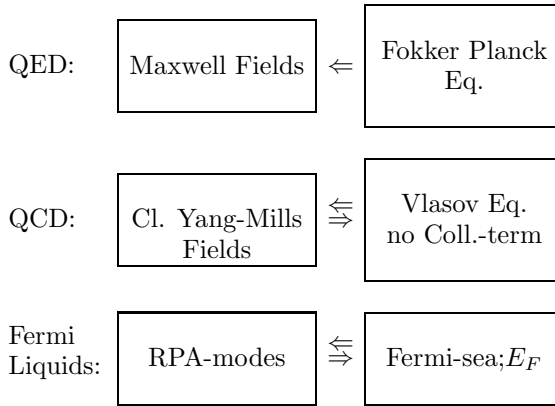 QED:
Maxwell Fields
⇐
Fokker Planck
Eq.
QCD:
Cl. Yang-Mills
Fields
⇐
⇒
Vlasov Eq.
no Coll.-term
Fermi
Liquids:
RPA-modes
⇐
⇒
Fermi-sea;E_F